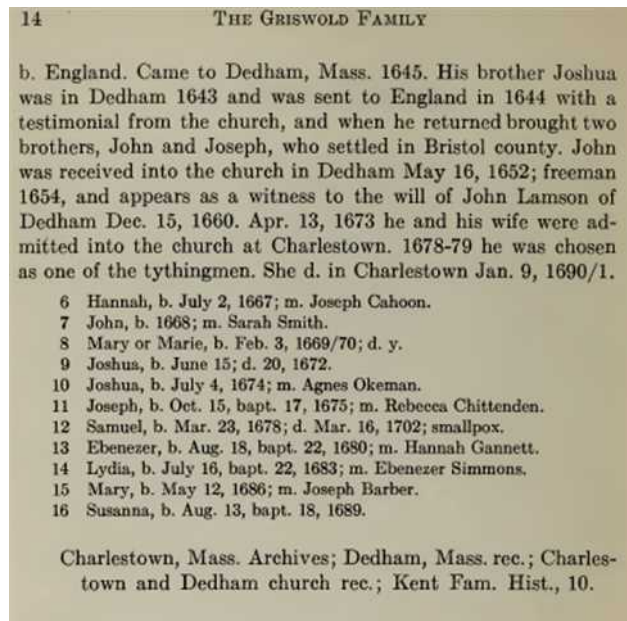 14 THE GRISWOLD FAMILY
b. England. Came to Dedham, Mass. 1645. His brother Joshua
was in Dedham 1643 and was sent to England in 1644 with a
testimonial from the church, and when he returned brought two
brothers, John and Joseph, who settled in Bristol county. John
was received into the church in Dedham May 16, 1652; freeman
1654, and appears as a witness to the will of John Lamson of
Dedham Dec. 15, 1660. Apr. 13, 1673 he and his wife were ad-
mitted into the church at Charlestown. 1678-79 he was chosen
as one of the tythingmen. She d. in Charlestown Jan. 9, 1690/1.
6 Hannah, b. July 2, 1667; m. Joseph Cahoon.
7 John, b. 1668; m. Sarah Smith.
8 Mary or Marie, b. Feb. 3, 1669/70; d. y.
9 Joshua, b. June 15; d. 20, 1672.
10 Joshua, b. July 4, 1674; m. Agnes Okeman.
11 Joseph, b. Oct. 15, bapt. 17, 1675; m. Rebecca Chittenden.
12 Samuel, b. Mar. 23, 1678; d. Mar. 16, 1702; smallpox.
13 Ebenezer, b. Aug. 18, bapt. 22, 1680; m. Hannah Gannett.
14 Lydia, b. July 16, bapt. 22, 1683; m. Ebenezer Simmons.
15 Mary, b. May 12, 1686; m. Joseph Barber.
16 Susanna, b. Aug. 13, bapt. 18, 1689.
Charlestown, Mass. Archives; Dedham, Mass. rec.; Charles-
town and Dedham church rec.; Kent Fam. Hist., 10.